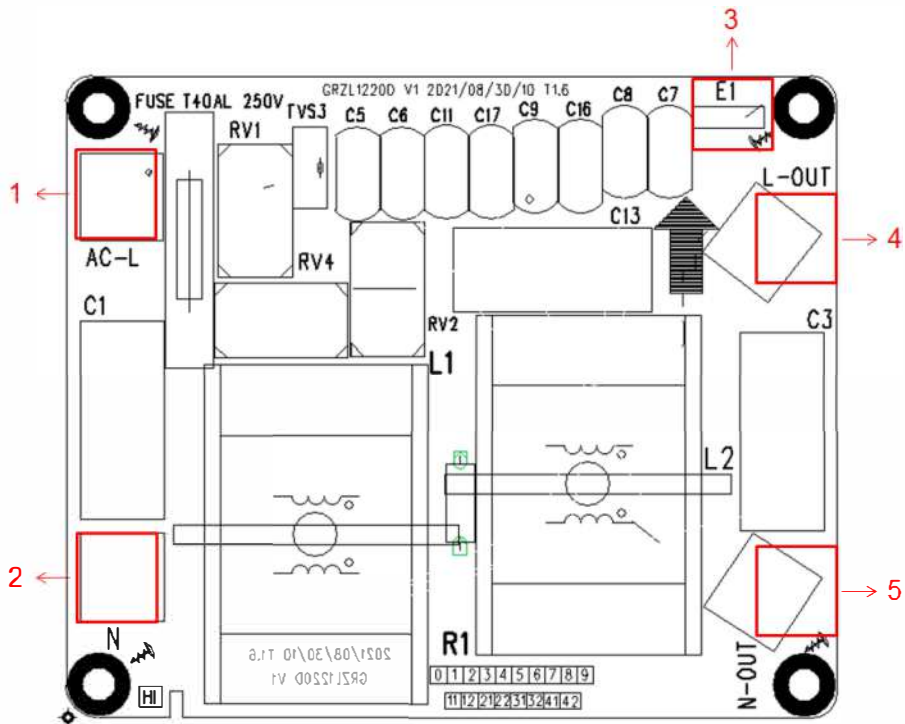 3
GRZL1220D V1 2021/08/30/10 T1.6
E1
FUSE T40AL 250V
TVS3
C5 C6 C11 C17 C9 C16 C8 C7
RV1
1
L-OUT
C13
4
AC-L
RV4
C1
RV2
C3
L1
L2
1
1
2
5
N
R1
2021/08/30/10 T1.6
GRZL1220D V1
N-OUT
0 1 2 3 4 5 6 7 8 9
HI
11 12 21 22 31 32 41 42